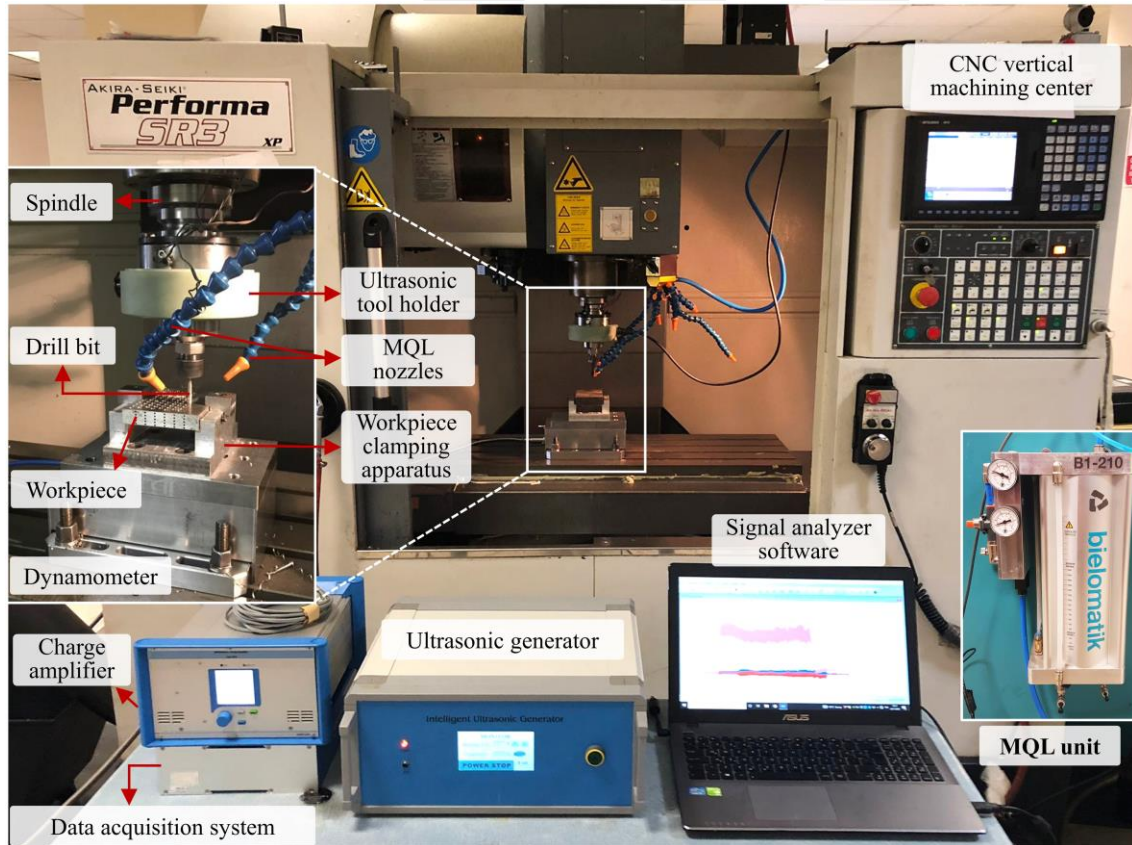 AKIRA-SEIKI
Performa
SR3
XP
CNC vertical
machining center
Spindle
Ultrasonic
tool holder
Drill bit
MQL
nozzles
Workpiece
clamping
apparatus
Workpiece
Dynamometer
Signal analyzer
software
B1-210
bielomatik
MQL unit
Charge
amplifier
Ultrasonic generator
Intelligent Ultrasonic Generator
POWER STOP
ASUS
Data acquisition system